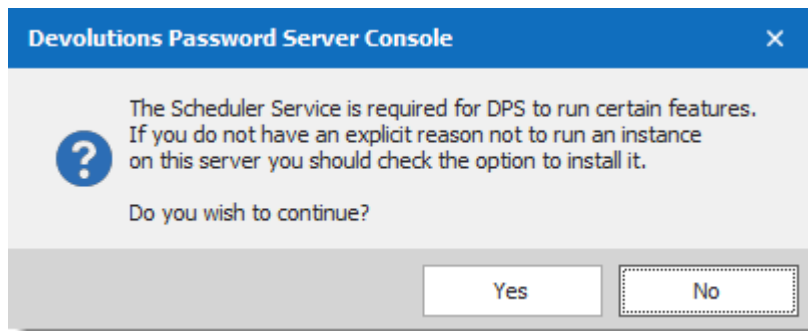 Devolutions Password Server Console
The Scheduler Service is required for DPS to run certain features.
If you do not have an explicit reason not to run an instance
on this server you should check the option to install it.
Do you wish to continue?
Yes
No